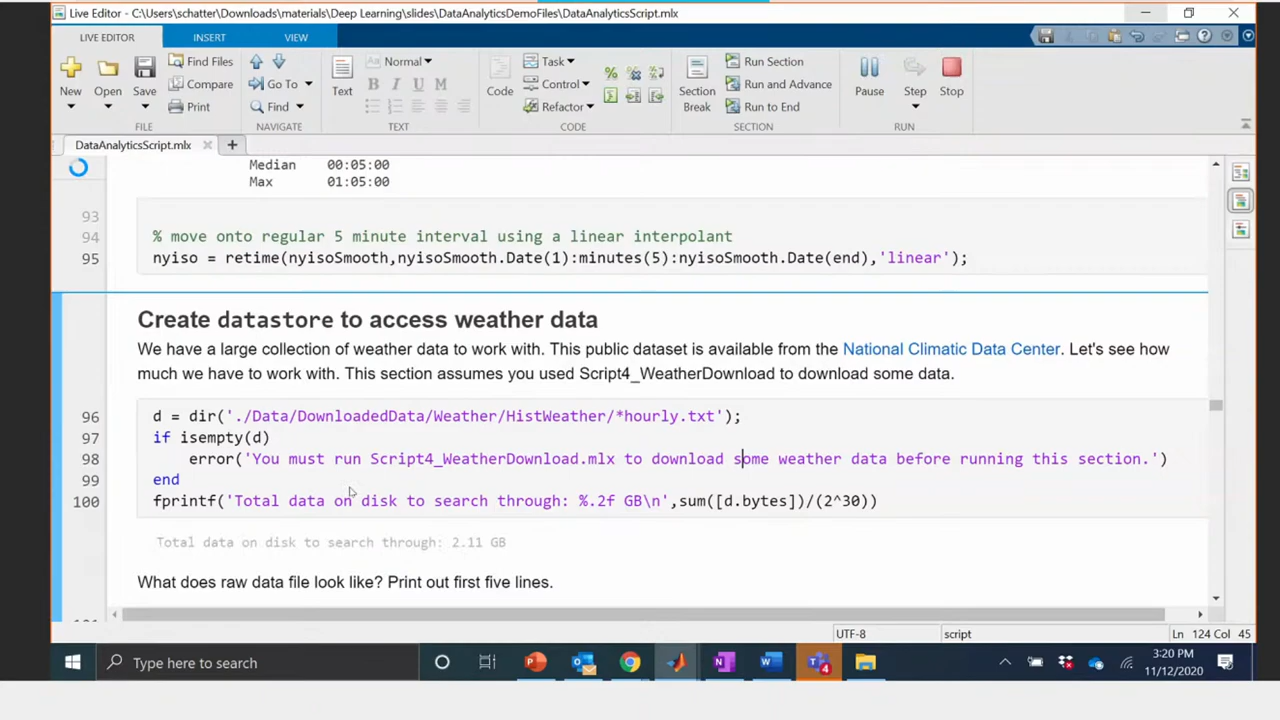 Live Editor - C:\Users\schatter\Downloads\materials\Deep Learning\slides\DataAnalyticsDemoFiles\DataAnalyticsScript.mlx
LIVE EDITOR INSERT VIEW
New Open Save Find Files Compare Print
FILE
Go To Find
NAVIGATE
Text Normal B I U M
TEXT
Code Task Control Refactor
CODE
Section Break Run Section Run and Advance Run to End
SECTION
Pause Step Stop
RUN
DataAnalyticsScript.mlx
Median 00:05:00
Max 01:05:00
93
94 % move onto regular 5 minute interval using a linear interpolant
95 nyiso = retime(nyisoSmooth,nyisoSmooth.Date(1):minutes(5):nyisoSmooth.Date(end),'linear');
Create datastore to access weather data
We have a large collection of weather data to work with. This public dataset is available from the National Climatic Data Center. Let's see how
much we have to work with. This section assumes you used Script4_WeatherDownload to download some data.
96 d = dir('./Data/DownloadedData/Weather/HistWeather/*hourly.txt');
97 if isempty(d)
98 error('You must run Script4_WeatherDownload.mlx to download some weather data before running this section.')
99 end
100 fprintf('Total data on disk to search through: %.2f GB\n',sum([d.bytes])/(2^30))
Total data on disk to search through: 2.11 GB
What does raw data file look like? Print out first five lines.
UTF-8 script Ln 124 Col 45
Type here to search
4
3:20 PM
11/12/2020